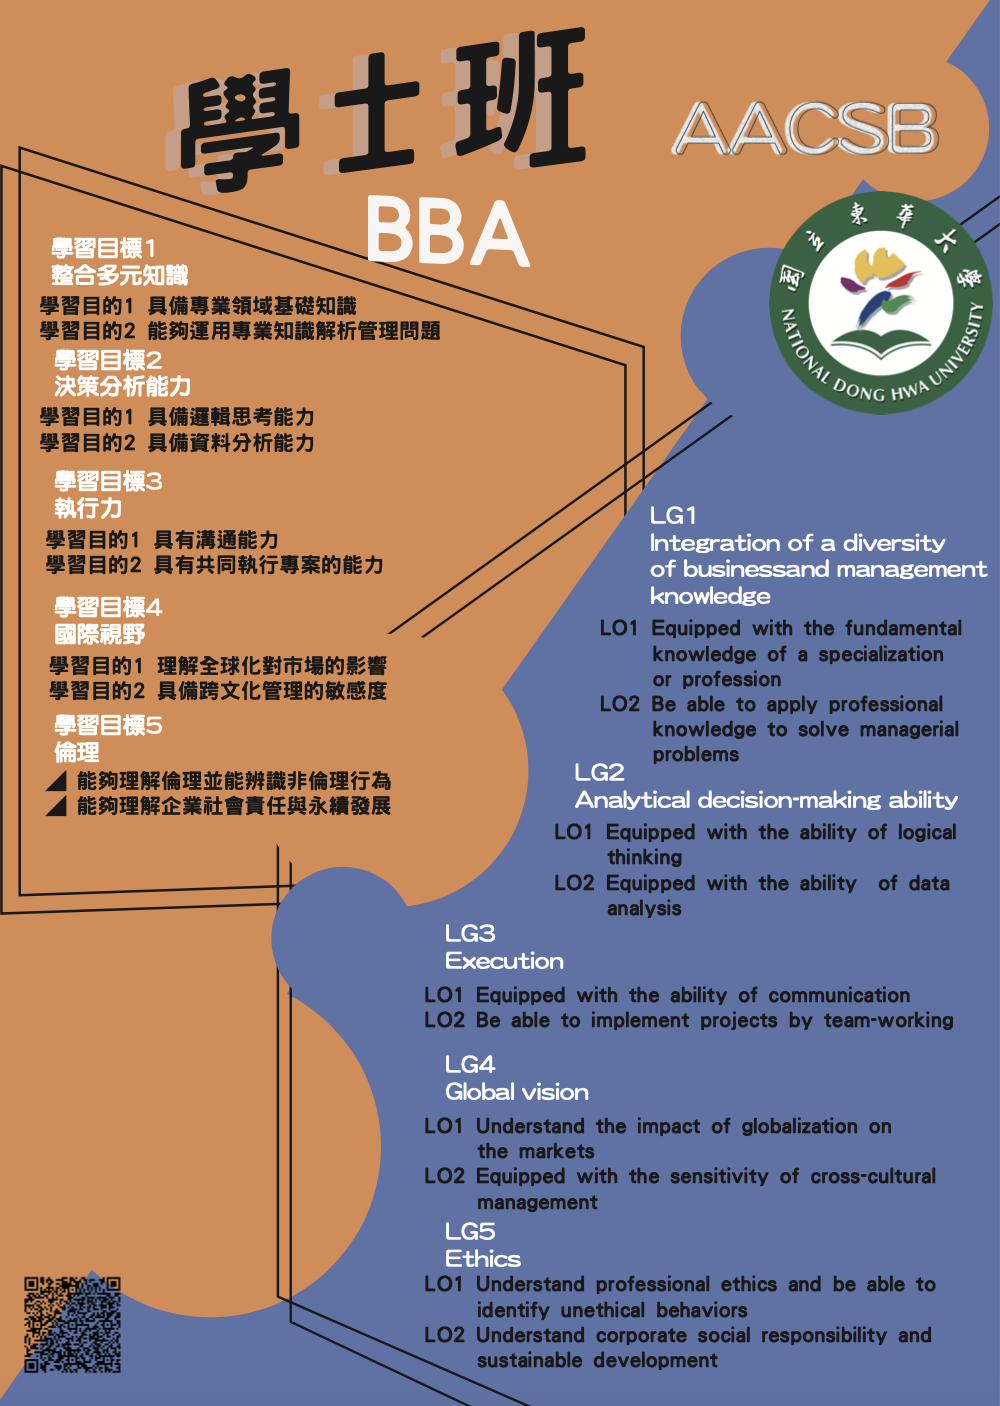 學士班
BBA
AACSB
國立東華大學
NATIONAL DONG HWA UNIVERSITY
學習目標1
整合多元知識
學習目的1 具備專業領域基礎知識
學習目的2 能夠運用專業知識解析管理問題
學習目標2
決策分析能力
學習目的1 具備邏輯思考能力
學習目的2 具備資料分析能力
學習目標3
執行力
學習目的1 具有溝通能力
學習目的2 具有共同執行專案的能力
學習目標4
國際視野
學習目的1 理解全球化對市場的影響
學習目的2 具備跨文化管理的敏感度
學習目標5
倫理
◢ 能夠理解倫理並能辨識非倫理行為
◢ 能夠理解企業社會責任與永續發展
LG1
Integration of a diversity
of businessand management
knowledge
LO1 Equipped with the fundamental
knowledge of a specialization
or profession
LO2 Be able to apply professional
knowledge to solve managerial
problems
LG2
Analytical decision-making ability
LO1 Equipped with the ability of logical
thinking
LO2 Equipped with the ability of data
analysis
LG3
Execution
LO1 Equipped with the ability of communication
LO2 Be able to implement projects by team-working
LG4
Global vision
LO1 Understand the impact of globalization on
the markets
LO2 Equipped with the sensitivity of cross-cultural
management
LG5
Ethics
LO1 Understand professional ethics and be able to
identify unethical behaviors
LO2 Understand corporate social responsibility and
sustainable development